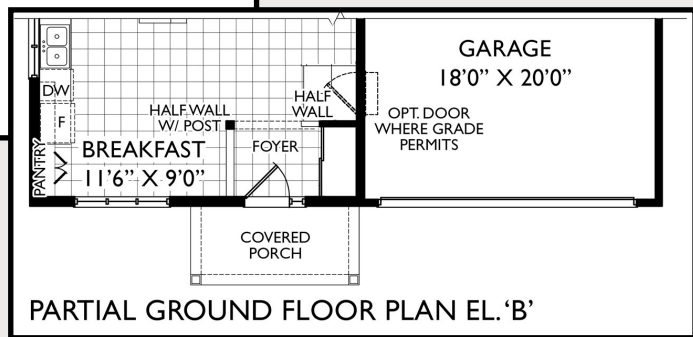 GARAGE
18'0" X 20'0"
DW
HALF WALL
W/ POST
HALF
WALL
OPT. DOOR
WHERE GRADE
PERMITS
F
PANTRY
BREAKFAST
11'6" X 9'0"
FOYER
COVERED
PORCH
PARTIAL GROUND FLOOR PLAN EL. 'B'